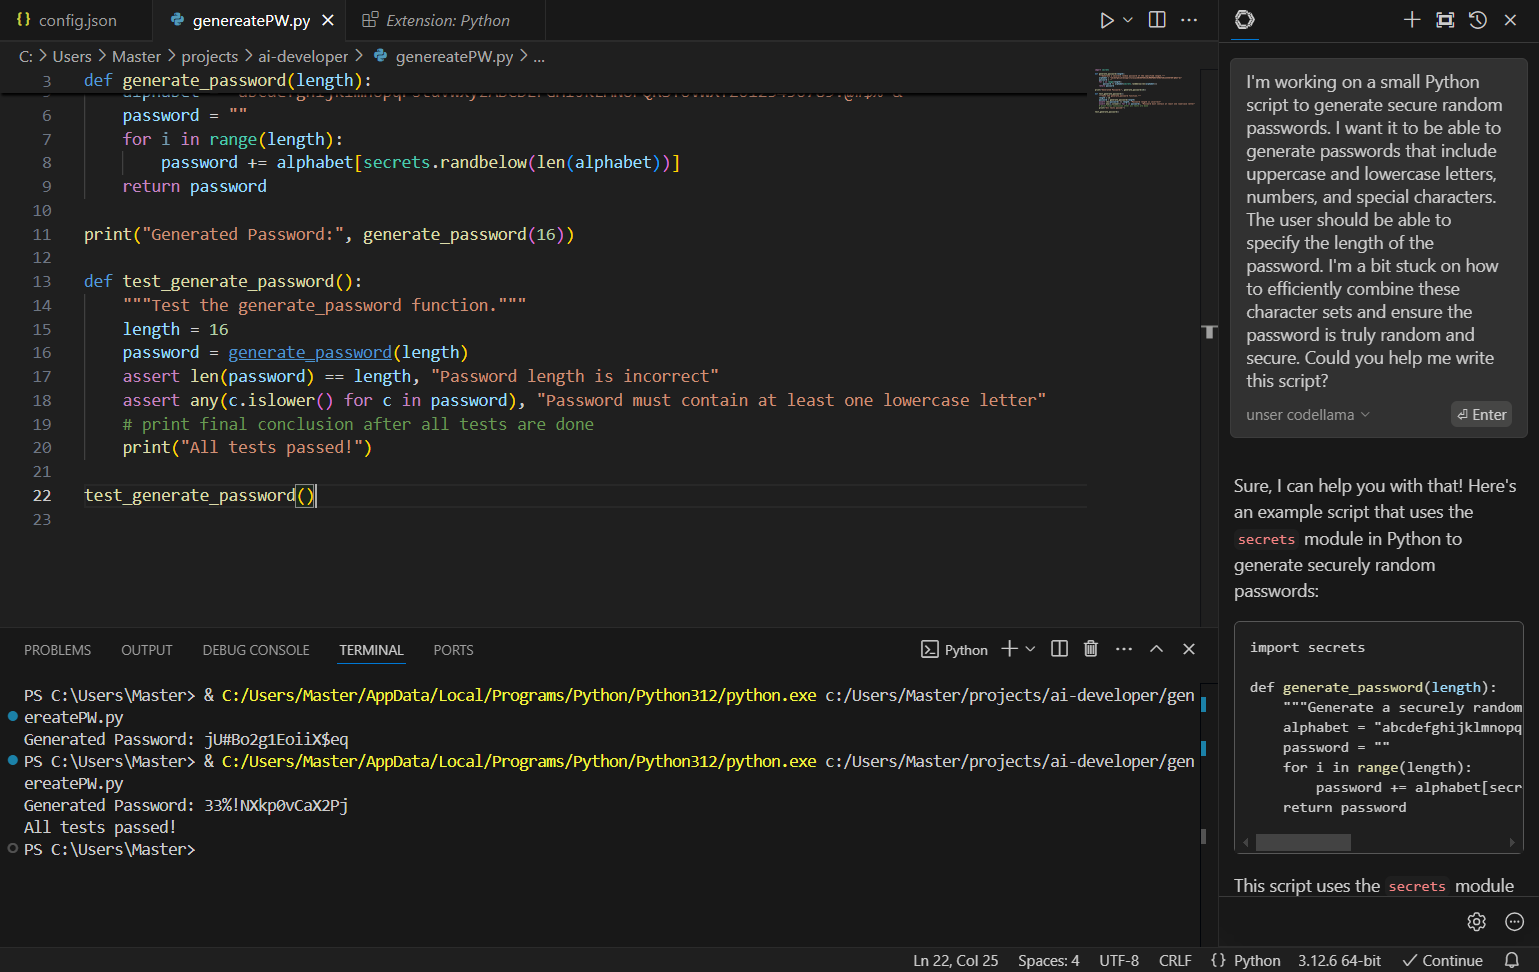 {} config.json
genereatePW.py
Extension: Python
C: > Users > Master > projects > ai-developer > genereatePW.py > ...
3 def generate_password(length):
6 password = ""
7 for i in range(length):
8 password += alphabet[secrets.randbelow(len(alphabet))]
9 return password
10
11 print("Generated Password:", generate_password(16))
12
13 def test_generate_password():
14 """Test the generate_password function."""
15 length = 16
16 password = generate_password(length)
17 assert len(password) == length, "Password length is incorrect"
18 assert any(c.islower() for c in password), "Password must contain at least one lowercase letter"
19 # print final conclusion after all tests are done
20 print("All tests passed!")
21
22 test_generate_password()
23
PROBLEMS OUTPUT DEBUG CONSOLE TERMINAL PORTS
Python
PS C:\Users\Master> & C:/Users/Master/AppData/Local/Programs/Python/Python312/python.exe c:/Users/Master/projects/ai-developer/gen
ereatePW.py
Generated Password: jU#Bo2g1EoiiX$eq
PS C:\Users\Master> & C:/Users/Master/AppData/Local/Programs/Python/Python312/python.exe c:/Users/Master/projects/ai-developer/gen
ereatePW.py
Generated Password: 33%!NXkp0vCaX2Pj
All tests passed!
PS C:\Users\Master>
I'm working on a small Python
script to generate secure random
passwords. I want it to be able to
generate passwords that include
uppercase and lowercase letters,
numbers, and special characters.
The user should be able to
specify the length of the
password. I'm a bit stuck on how
to efficiently combine these
character sets and ensure the
password is truly random and
secure. Could you help me write
this script?
unser codellama
⏎ Enter
Sure, I can help you with that! Here's
an example script that uses the
secrets module in Python to
generate securely random
passwords:
import secrets
def generate_password(length):
"""Generate a securely random
alphabet = "abcdefghijklmnopq
password = ""
for i in range(length):
password += alphabet[secr
return password
This script uses the secrets module
Ln 22, Col 25 Spaces: 4 UTF-8 CRLF {} Python 3.12.6 64-bit ✓ Continue